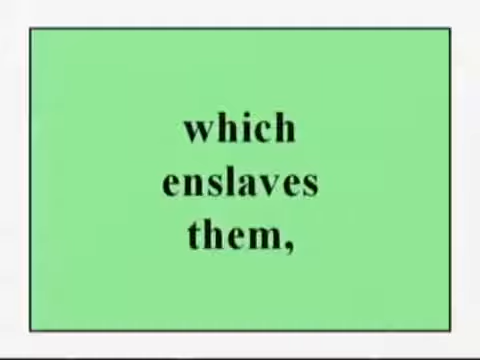 which
enslaves
them,